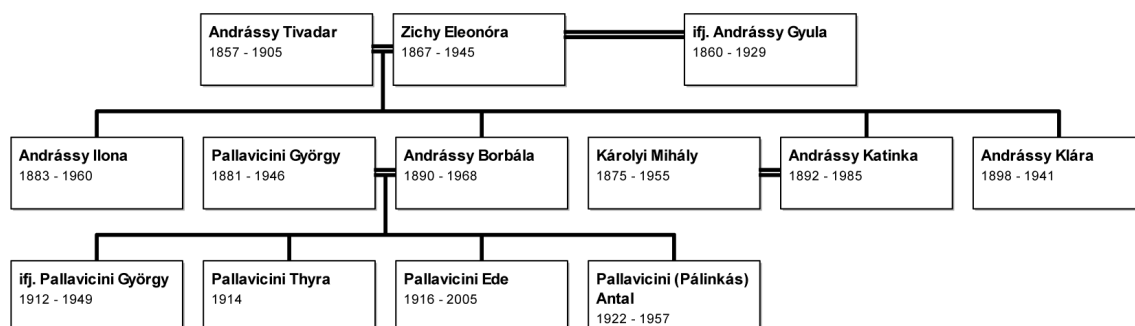 Andrássy Tivadar
1857 - 1905
Zichy Eleonóra
1867 - 1945
ifj. Andrássy Gyula
1860 - 1929
Andrássy Ilona
1883 - 1960
Pallavicini György
1881 - 1946
Andrássy Borbála
1890 - 1968
Károlyi Mihály
1875 - 1955
Andrássy Katinka
1892 - 1985
Andrássy Klára
1898 - 1941
ifj. Pallavicini György
1912 - 1949
Pallavicini Thyra
1914
Pallavicini Ede
1916 - 2005
Pallavicini (Pálinkás)
Antal
1922 - 1957